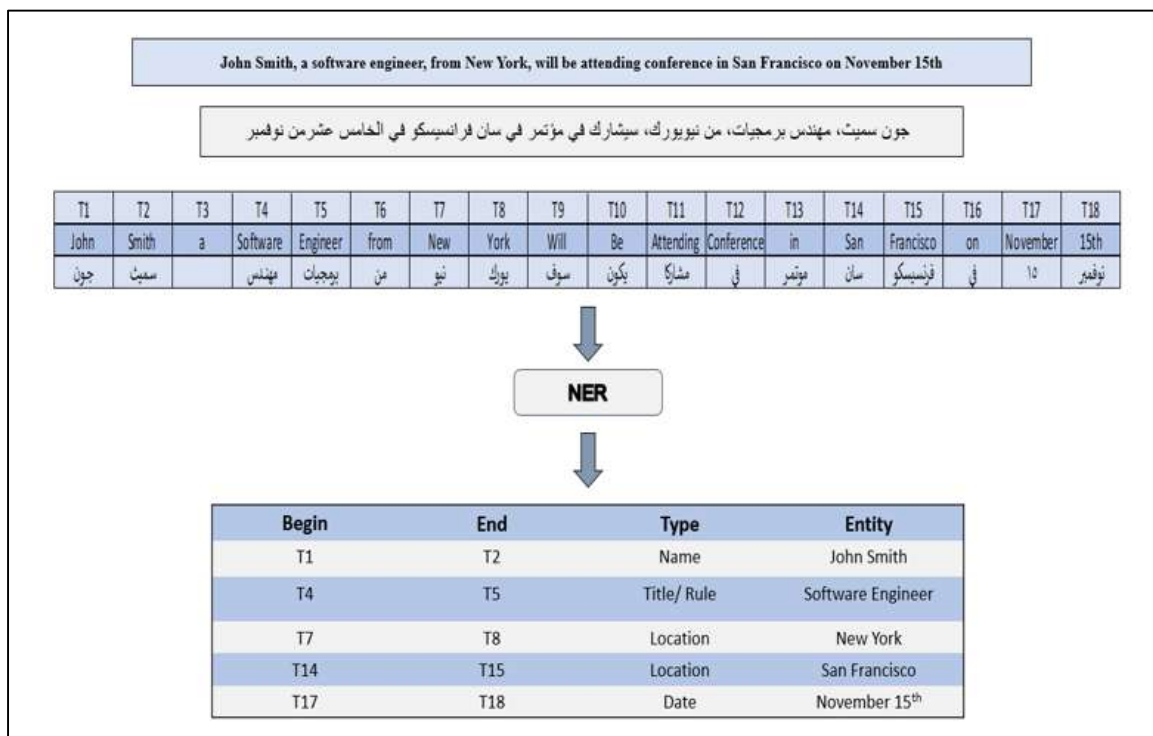 John Smith, a software engineer, from New York, will be attending conference in San Francisco on November 15th
جون سميث، مهندس برمجيات، من نيويورك، سيشارك في مؤتمر في سان فرانسيسكو في الخامس عشرمن نوفمبر
T1 T2 T3 T4 T5 T6 T7 T8 T9 T10 T11 T12 T13 T14 T15 T16 T17 T18
John Smith a Software Engineer from New York Will Be Attending Conference in San Francisco on November 15th
جون سميث مهندس برمجيات من نيو يورك سوف يكون مشاركا في موتمر سان فرنسيسكو في ١٥ نوفمبر
NER
Begin End Type Entity
T1 T2 Name John Smith
T4 T5 Title/ Rule Software Engineer
T7 T8 Location New York
T14 T15 Location San Francisco
T17 T18 Date November 15th